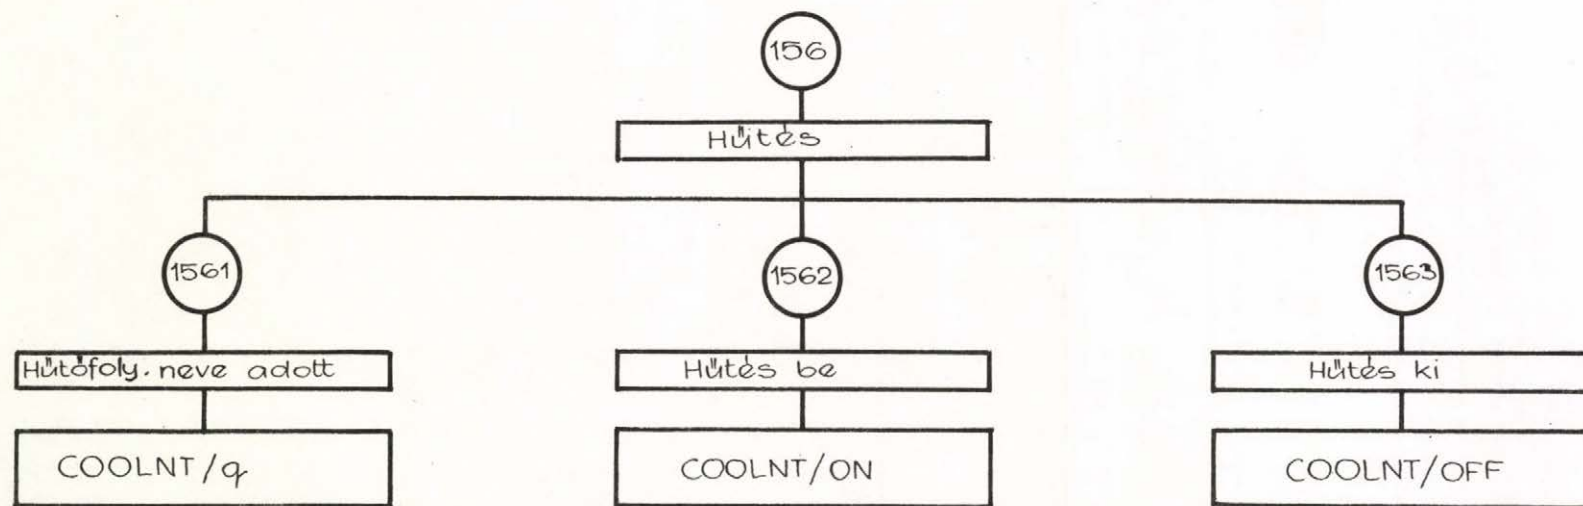 156
Hűtés
1561
1562
1563
Hűtőfoly. neve adott
Hűtés be
Hűtés ki
COOLNT/q
COOLNT/ON
COOLNT/OFF